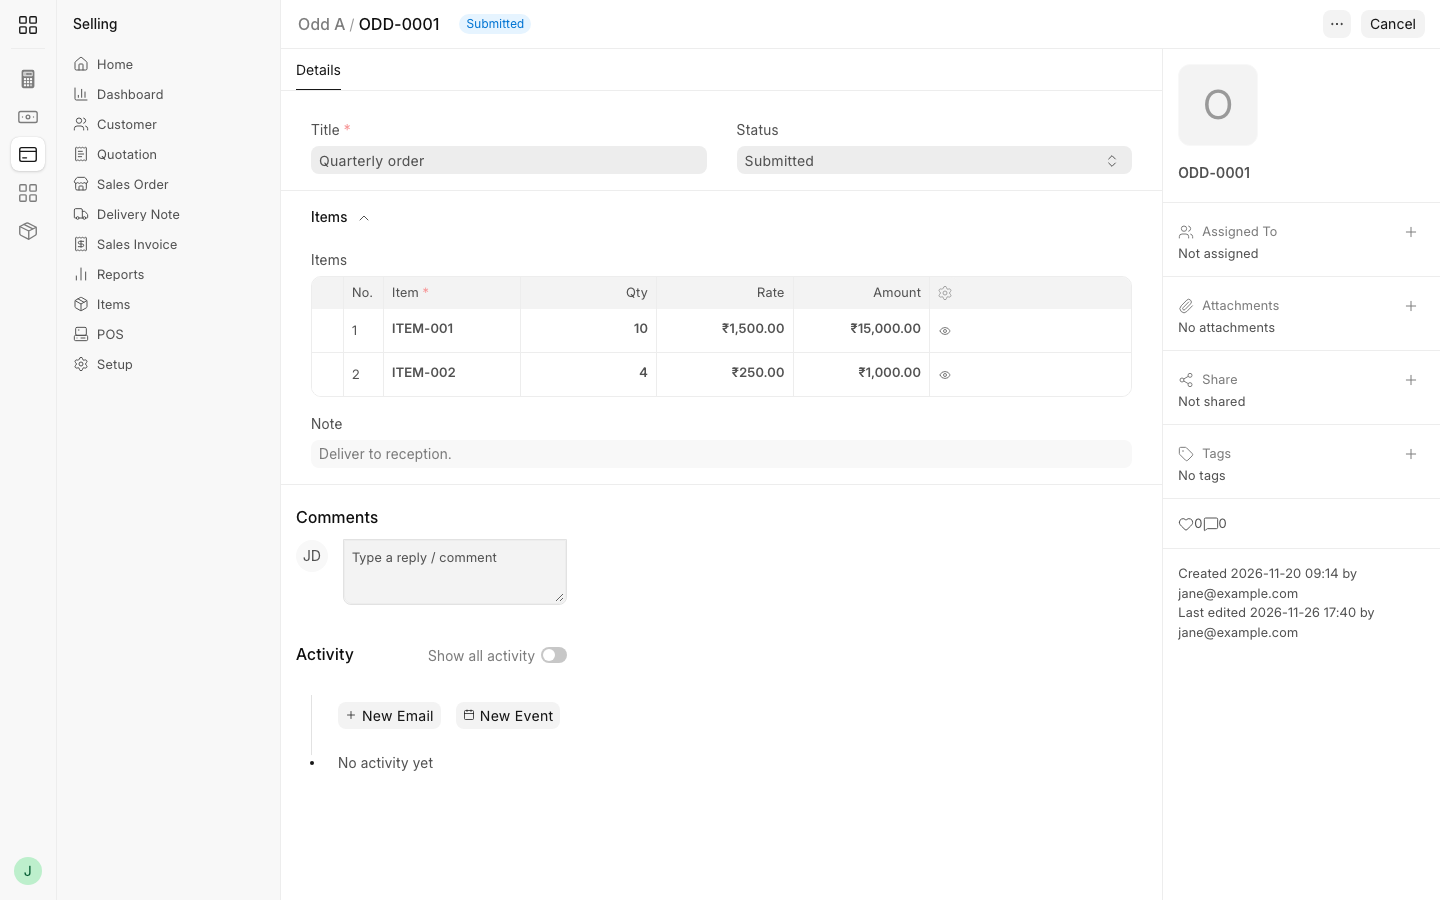 Selling
Home
Dashboard
Customer
Quotation
Sales Order
Delivery Note
Sales Invoice
Reports
Items
POS
Setup
J
Odd A / ODD-0001 Submitted
··· Cancel
Details
Title * Status
Quarterly order Submitted
Items
Items
No. Item * Qty Rate Amount
1 ITEM-001 10 ₹1,500.00 ₹15,000.00
2 ITEM-002 4 ₹250.00 ₹1,000.00
Note
Deliver to reception.
Comments
JD Type a reply / comment
Activity Show all activity
New Email New Event
No activity yet
O
ODD-0001
Assigned To
Not assigned
Attachments
No attachments
Share
Not shared
Tags
No tags
0 0
Created 2026-11-20 09:14 by
jane@example.com
Last edited 2026-11-26 17:40 by
jane@example.com